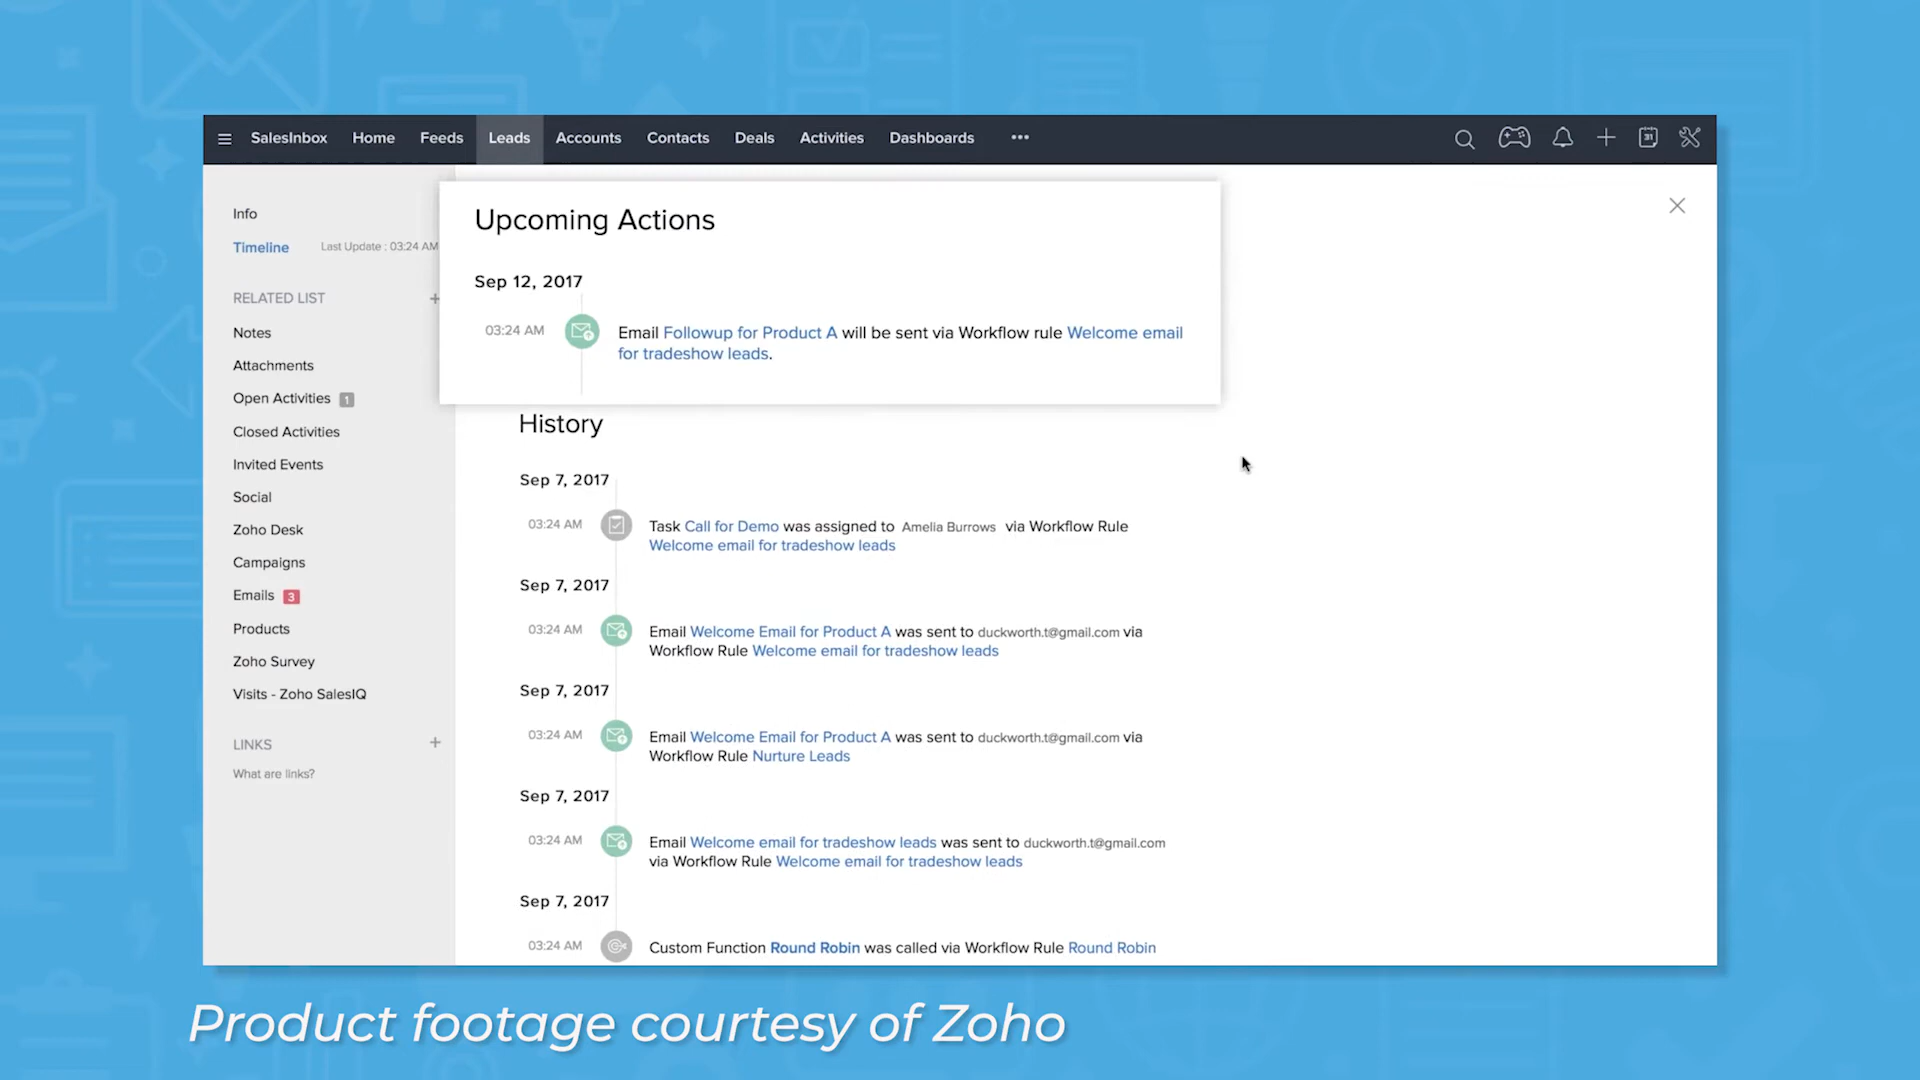 SalesInbox Home Feeds Leads Accounts Contacts Deals Activities Dashboards •••
31
Info
Timeline Last Update : 03:24 AM
RELATED LIST +
Notes
Attachments
Open Activities 1
Closed Activities
Invited Events
Social
Zoho Desk
Campaigns
Emails 3
Products
Zoho Survey
Visits - Zoho SalesIQ
LINKS +
What are links?
Upcoming Actions
Sep 12, 2017
03:24 AM
Email Followup for Product A will be sent via Workflow rule Welcome email
for tradeshow leads.
History
Sep 7, 2017
03:24 AM
Task Call for Demo was assigned to Amelia Burrows via Workflow Rule
Welcome email for tradeshow leads
Sep 7, 2017
03:24 AM
Email Welcome Email for Product A was sent to duckworth.t@gmail.com via
Workflow Rule Welcome email for tradeshow leads
Sep 7, 2017
03:24 AM
Email Welcome Email for Product A was sent to duckworth.t@gmail.com via
Workflow Rule Nurture Leads
Sep 7, 2017
03:24 AM
Email Welcome email for tradeshow leads was sent to duckworth.t@gmail.com
via Workflow Rule Welcome email for tradeshow leads
Sep 7, 2017
03:24 AM
Custom Function Round Robin was called via Workflow Rule Round Robin
Product footage courtesy of Zoho